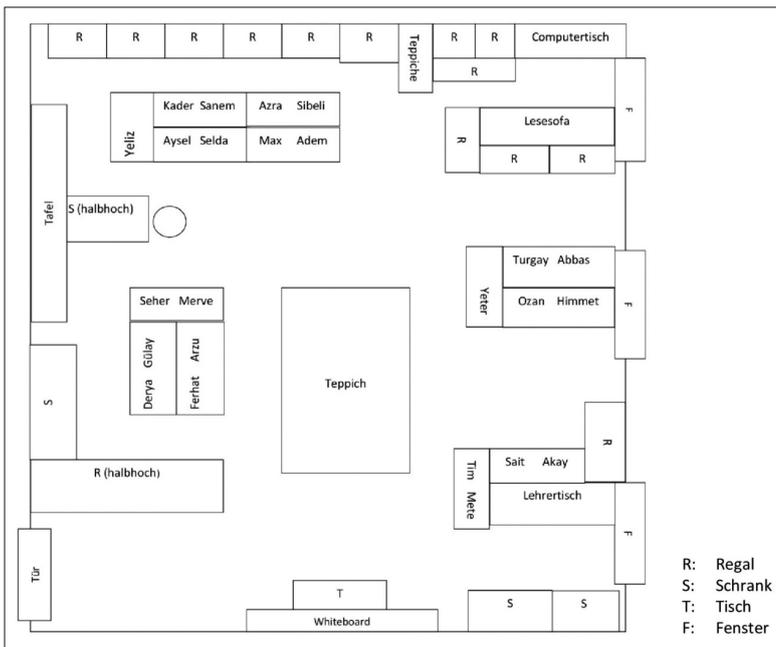 R R R R R R Teppiche R R Computertisch
R
F
Kader Sanem Azra Sibeli
Yeliz
Aysel Selda Max Adem
Lesesofa
R
R R
Tafel
S (halbhoch)
Turgay Abbas
Yeter
Ozan Himmet
F
Seher Merve
Derya Gülay
Ferhat Arzu
Teppich
S
R
R (halbhoch)
Tim Mete
Sait Akay
Lehrertisch
F
Tür
T
Whiteboard
S S
R: Regal
S: Schrank
T: Tisch
F: Fenster